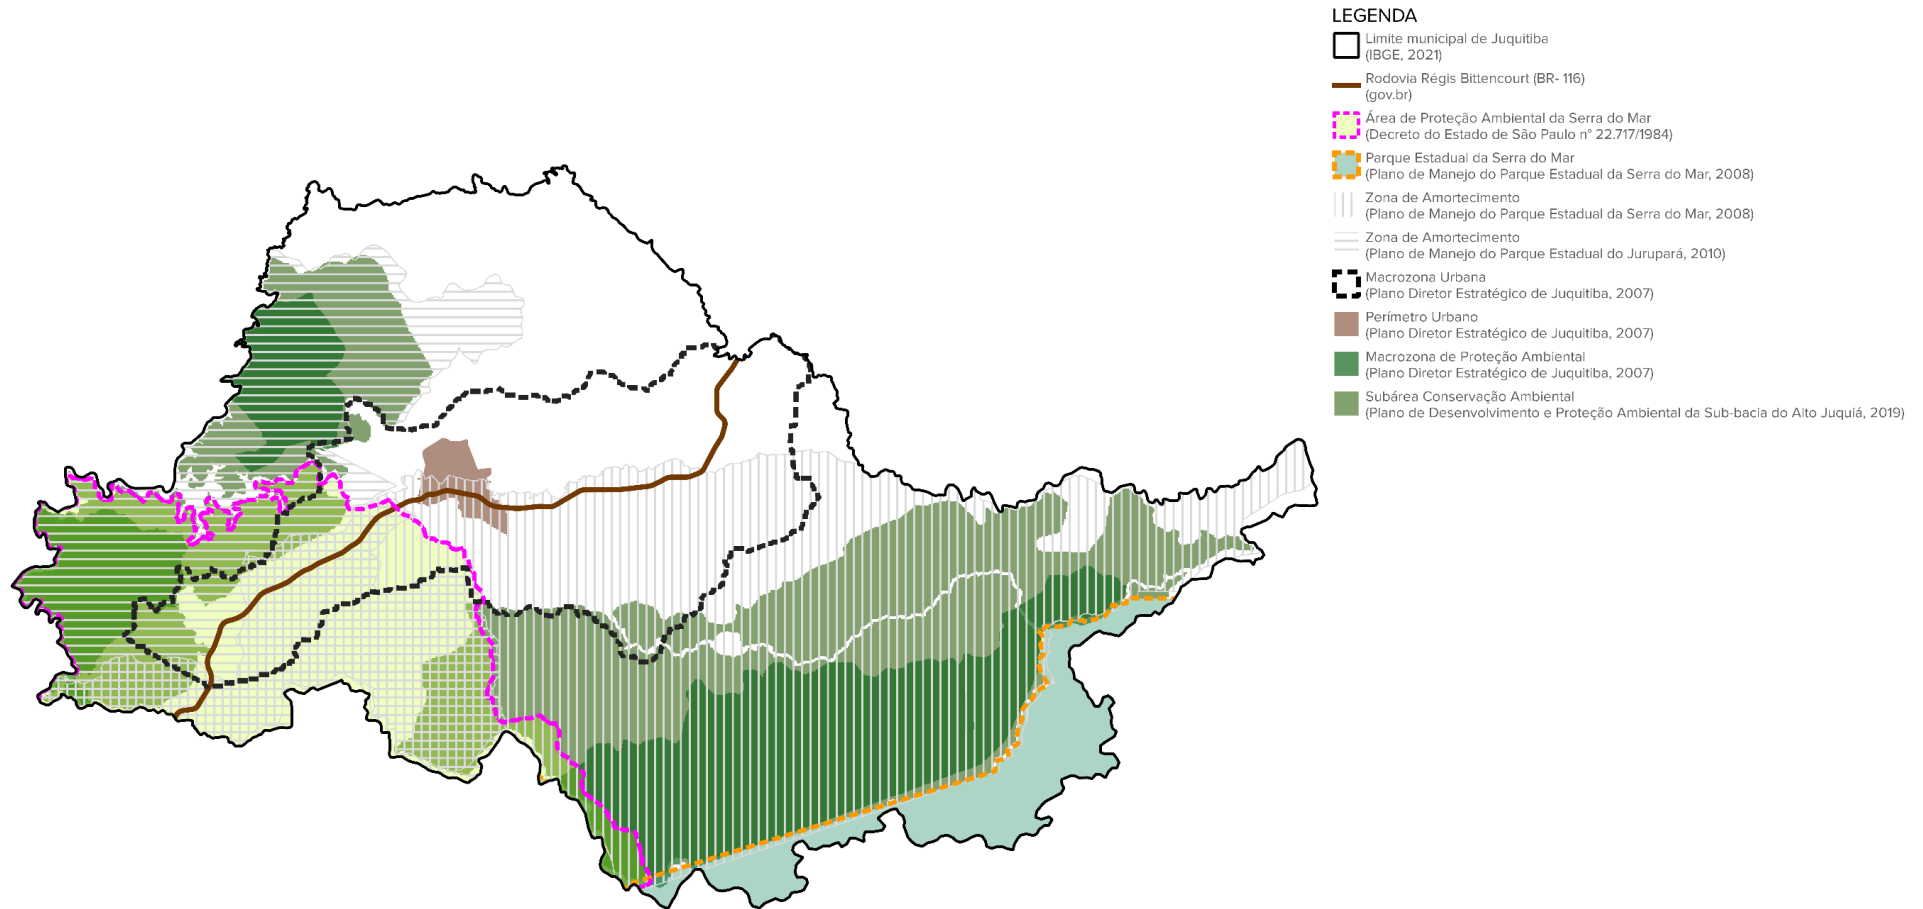 LEGENDA
Limite municipal de Juquitiba
(IBGE, 2021)
Rodovia Régis Bittencourt (BR- 116)
(gov.br)
Área de Proteção Ambiental da Serra do Mar
(Decreto do Estado de São Paulo n° 22.717/1984)
Parque Estadual da Serra do Mar
(Plano de Manejo do Parque Estadual da Serra do Mar, 2008)
Zona de Amortecimento
(Plano de Manejo do Parque Estadual da Serra do Mar, 2008)
Zona de Amortecimento
(Plano de Manejo do Parque Estadual do Jurupará, 2010)
Macrozona Urbana
(Plano Diretor Estratégico de Juquitiba, 2007)
Perímetro Urbano
(Plano Diretor Estratégico de Juquitiba, 2007)
Macrozona de Proteção Ambiental
(Plano Diretor Estratégico de Juquitiba, 2007)
Subárea Conservação Ambiental
(Plano de Desenvolvimento e Proteção Ambiental da Sub-bacia do Alto Juquiá, 2019)